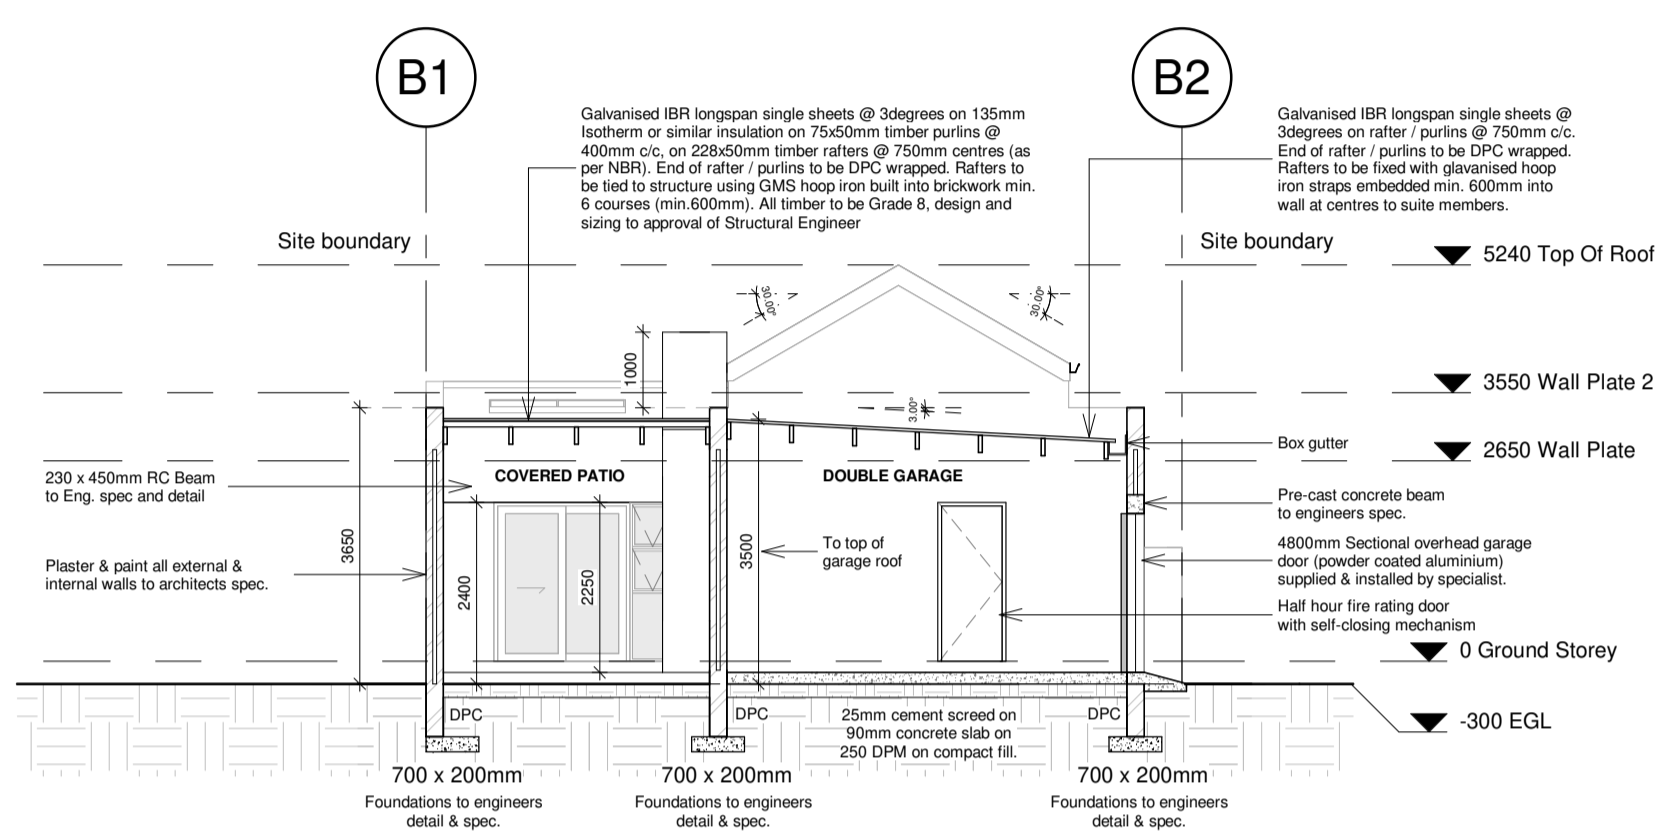 B1
B2
Galvanised IBR longspan single sheets @ 3degrees on 135mm
Isotherm or similar insulation on 75x50mm timber purlins @
400mm c/c, on 228x50mm timber rafters @ 750mm centres (as
per NBR). End of rafter / purlins to be DPC wrapped. Rafters to
be tied to structure using GMS hoop iron built into brickwork min.
6 courses (min.600mm). All timber to be Grade 8, design and
sizing to approval of Structural Engineer
Galvanised IBR longspan single sheets @
3degrees on rafter / purlins @ 750mm c/c.
End of rafter / purlins to be DPC wrapped.
Rafters to be fixed with glavanised hoop
iron straps embedded min. 600mm into
wall at centres to suite members.
Site boundary
Site boundary
5240 Top Of Roof
30.00°
30.00°
1000
3550 Wall Plate 2
3.00°
Box gutter
2650 Wall Plate
230 x 450mm RC Beam
to Eng. spec and detail
COVERED PATIO
DOUBLE GARAGE
Pre-cast concrete beam
to engineers spec.
3650
Plaster & paint all external &
internal walls to architects spec.
2400
2250
3500
To top of
garage roof
4800mm Sectional overhead garage
door (powder coated aluminium)
supplied & installed by specialist.
Half hour fire rating door
with self-closing mechanism
0 Ground Storey
-300 EGL
DPC
DPC
DPC
25mm cement screed on
90mm concrete slab on
250 DPM on compact fill.
700 x 200mm
Foundations to engineers
detail & spec.
700 x 200mm
Foundations to engineers
detail & spec.
700 x 200mm
Foundations to engineers
detail & spec.